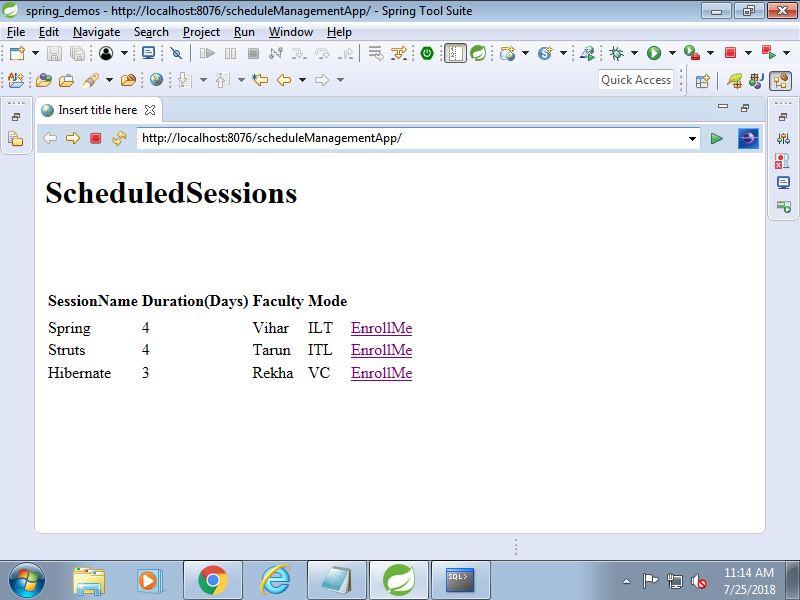 spring_demos - http://localhost:8076/scheduleManagementApp/ - Spring Tool Suite
File Edit Navigate Search Project Run Window Help
Quick Access
Insert title here
http://localhost:8076/scheduleManagementApp/
ScheduledSessions
SessionName Duration(Days) Faculty Mode
Spring 4 Vihar ILT EnrollMe
Struts 4 Tarun ITL EnrollMe
Hibernate 3 Rekha VC EnrollMe
SQL>
11:14 AM
7/25/2018